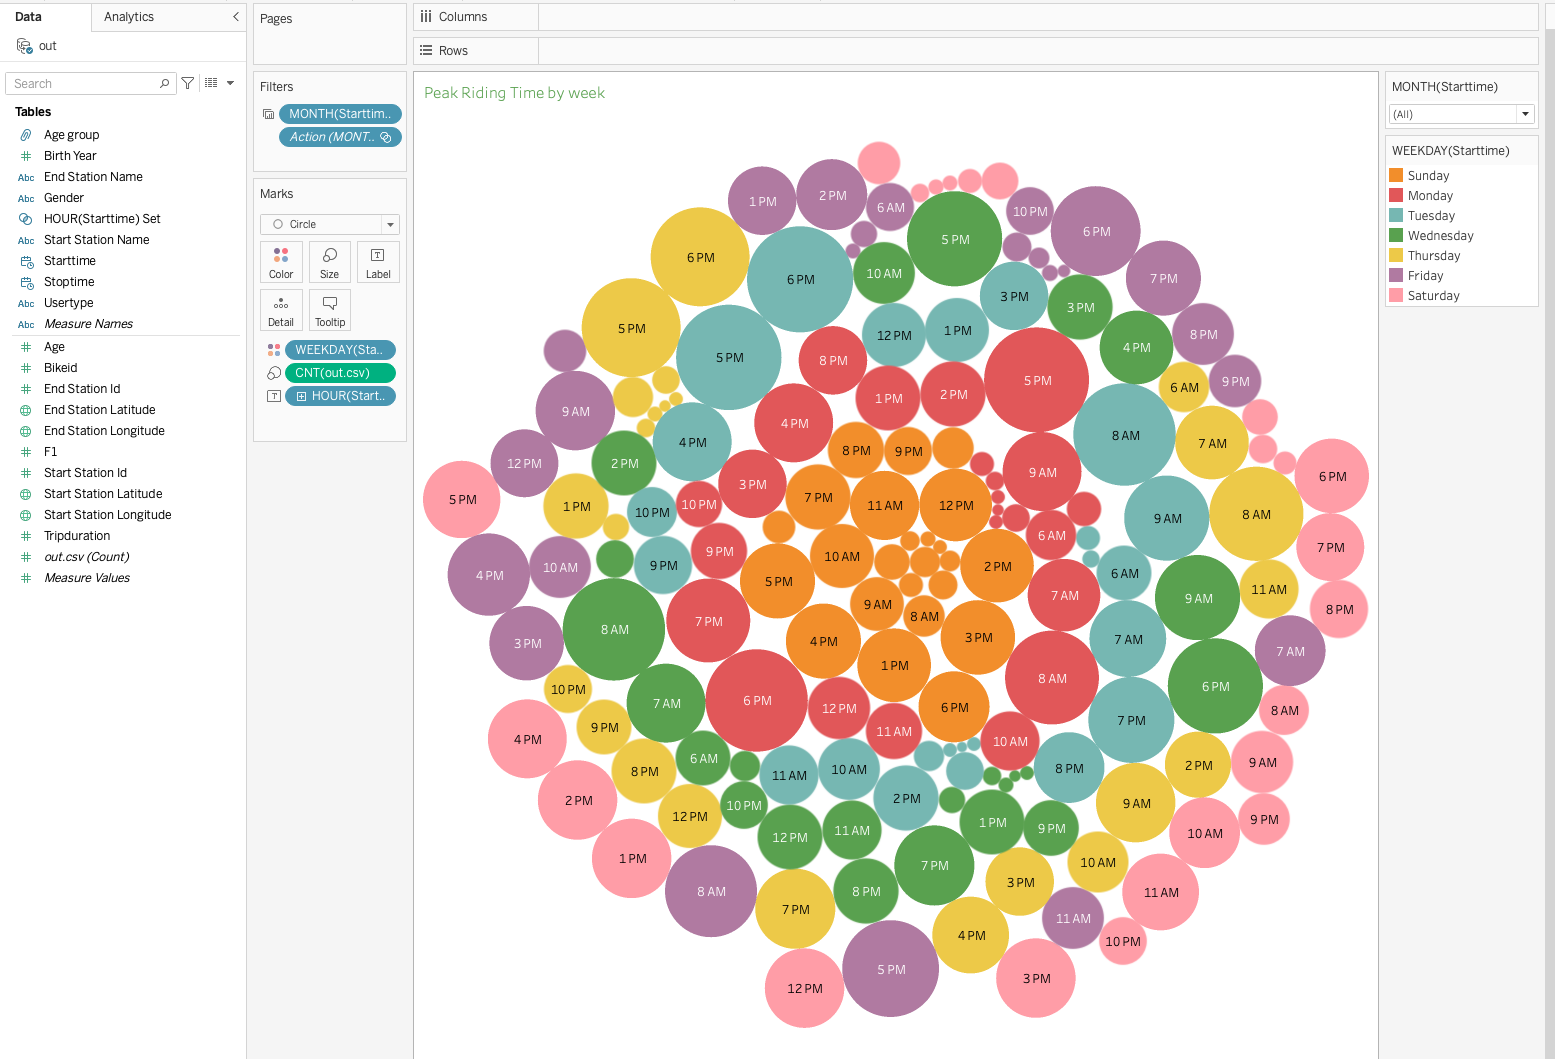 Data
Analytics
out
Search
Tables
Age group
Birth Year
Abc End Station Name
Abc Gender
HOUR(Starttime) Set
Abc Start Station Name
Starttime
Stoptime
Abc Usertype
Abc Measure Names
Age
Bikeid
End Station Id
End Station Latitude
End Station Longitude
F1
Start Station Id
Start Station Latitude
Start Station Longitude
Tripduration
out.csv (Count)
Measure Values
Pages
Filters
MONTH(Starttim..
Action (MONT..
Marks
Circle
Color
Size
T
Label
Detail
Tooltip
WEEKDAY(Sta..
CNT(out.csv)
T
HOUR(Start..
Columns
Rows
Peak Riding Time by week
1 PM
2 PM
6 AM
10 PM
6 PM
5 PM
6 PM
10 AM
6 PM
7 PM
3 PM
3 PM
5 PM
12 PM
1 PM
8 PM
4 PM
5 PM
8 PM
5 PM
9 PM
6 AM
1 PM
2 PM
9 AM
4 PM
8 AM
7 AM
4 PM
8 PM
9 PM
12 PM
2 PM
9 AM
6 PM
3 PM
5 PM
7 PM
1 PM
10 PM
10 PM
11 AM
12 PM
8 AM
9 AM
6 AM
7 PM
9 PM
10 AM
9 PM
10 AM
2 PM
6 AM
4 PM
5 PM
11 AM
7 AM
9 AM
9 AM
8 PM
8 AM
8 AM
7 PM
3 PM
4 PM
3 PM
7 AM
7 AM
1 PM
8 AM
6 PM
10 PM
7 AM
6 PM
12 PM
6 PM
8 AM
7 PM
9 PM
11 AM
4 PM
10 AM
6 AM
9 AM
2 PM
8 PM
11 AM
10 AM
8 PM
2 PM
2 PM
10 PM
9 AM
12 PM
9 PM
1 PM
9 PM
11 AM
10 AM
12 PM
1 PM
10 AM
7 PM
3 PM
8 AM
8 PM
11 AM
7 PM
11 AM
4 PM
10 PM
5 PM
3 PM
12 PM
MONTH(Starttime)
(All)
WEEKDAY(Starttime)
Sunday
Monday
Tuesday
Wednesday
Thursday
Friday
Saturday